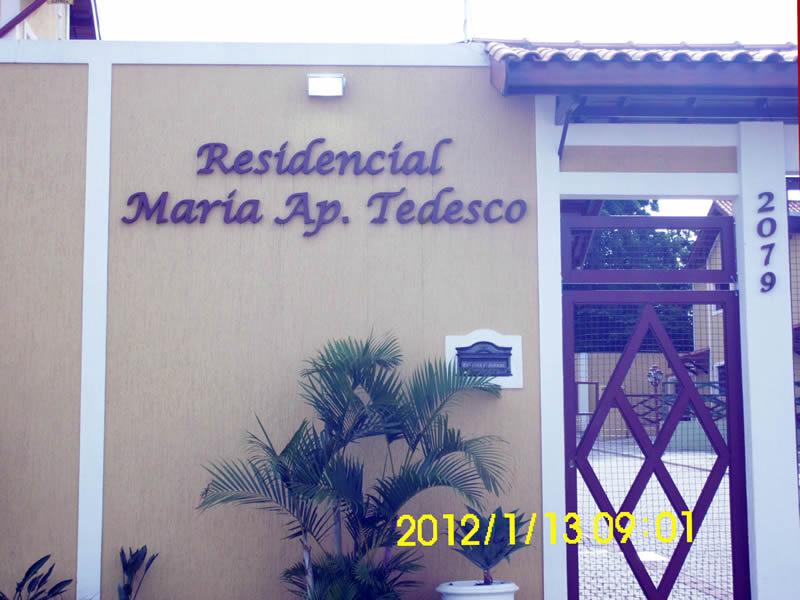 Residencial
Maria Ap. Tedesco
2079
2012/1/13 09:01